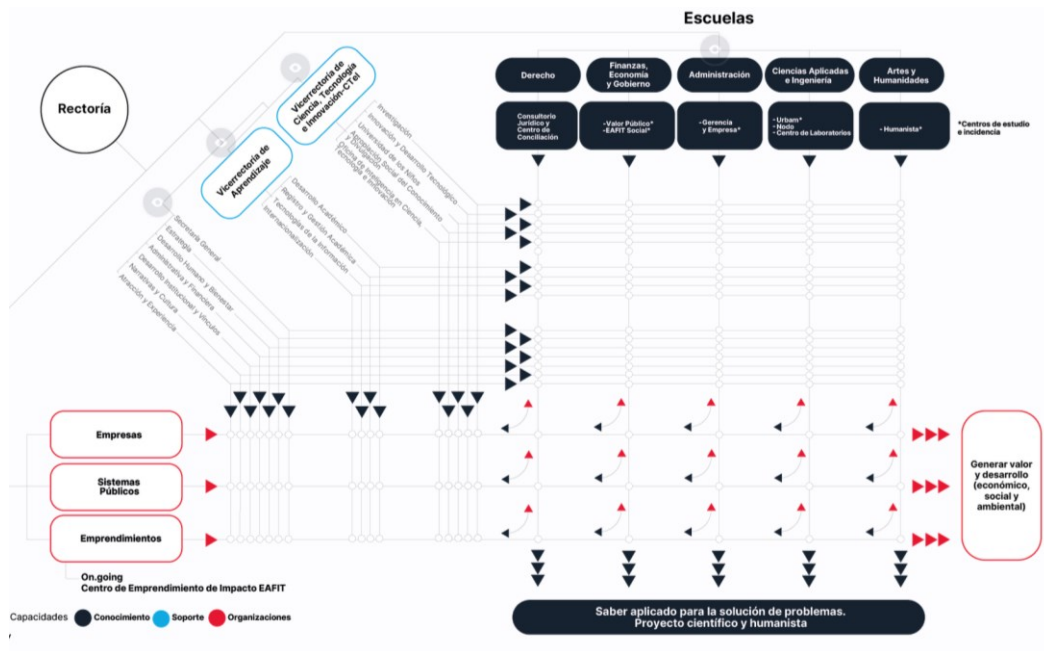 Escuelas
Rectoría
Vicerrectoría de
Ciencia, Tecnología
e Innovación-CTeI
Vicerrectoría de
Aprendizaje
Derecho
Finanzas,
Economía
y Gobierno
Administración
Ciencias Aplicadas
e Ingeniería
Artes y
Humanidades
Consultorio
Jurídico y
Centro de
Conciliación
-Valor Público*
-EAFIT Social*
-Gerencia
y Empresa*
- Urbam*
- Nodo
- Centro de Laboratorios
- Humanista*
*Centros de estudio
e incidencia
Investigación
Innovación y Desarrollo Tecnológico
Universidad de los Niños
Apropiación Social del Conocimiento
y Divulgación
Oficina de Inteligencia en Ciencia,
Tecnología e Innovación
Desarrollo Académico
Registro y Gestión Académica
Tecnologías de la Información
Internacionalización
Secretaría General
Estrategia
Desarrollo Humano y Bienestar
Administrativa y Financiera
Desarrollo Institucional y Vínculos
Narrativas y Cultura
Atracción y Experiencia
Empresas
Sistemas
Públicos
Emprendimientos
On.going
Centro de Emprendimiento de Impacto EAFIT
Generar valor
y desarrollo
(económico,
social y
ambiental)
Capacidades
Conocimiento
Soporte
Organizaciones
Saber aplicado para la solución de problemas.
Proyecto científico y humanista